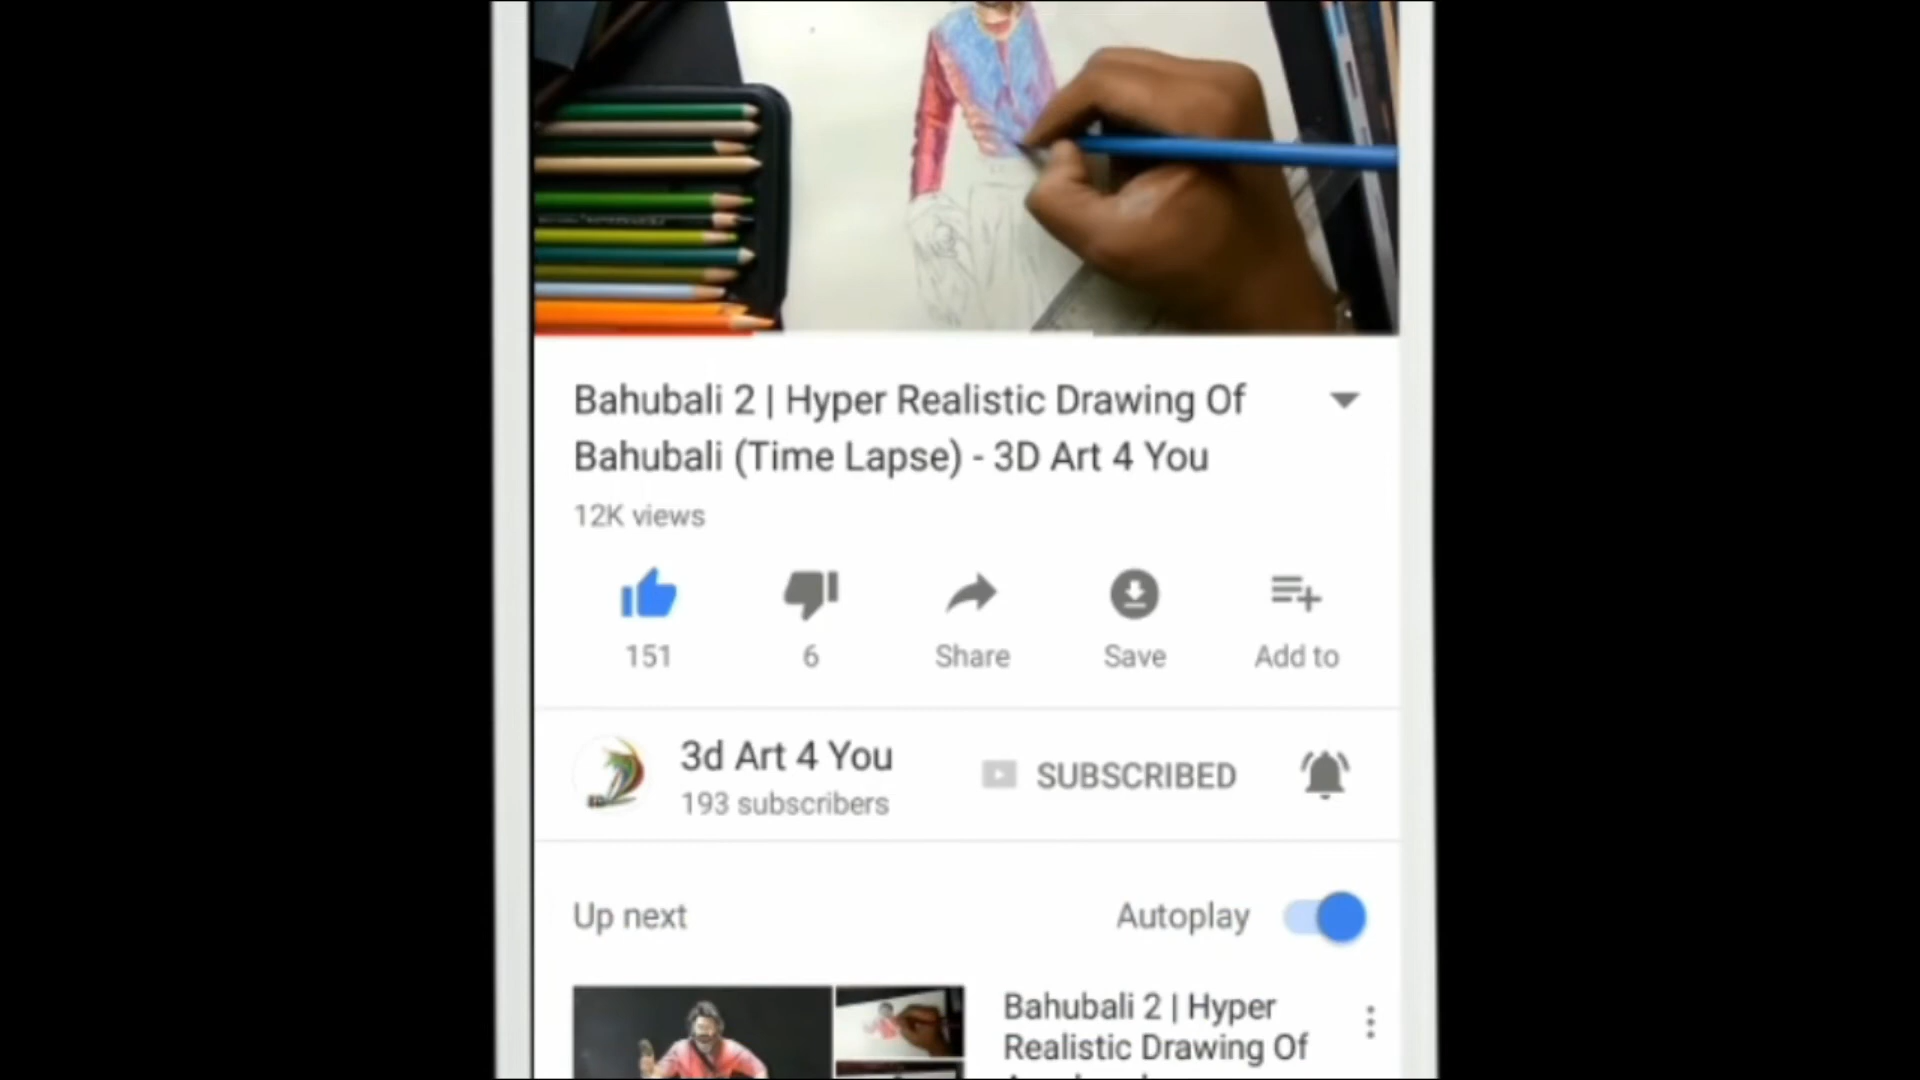 Bahubali 2 | Hyper Realistic Drawing Of
Bahubali (Time Lapse) - 3D Art 4 You
12K views
151
6
Share
Save
Add to
3d Art 4 You
193 subscribers
SUBSCRIBED
Up next
Autoplay
Bahubali 2 | Hyper
Realistic Drawing Of